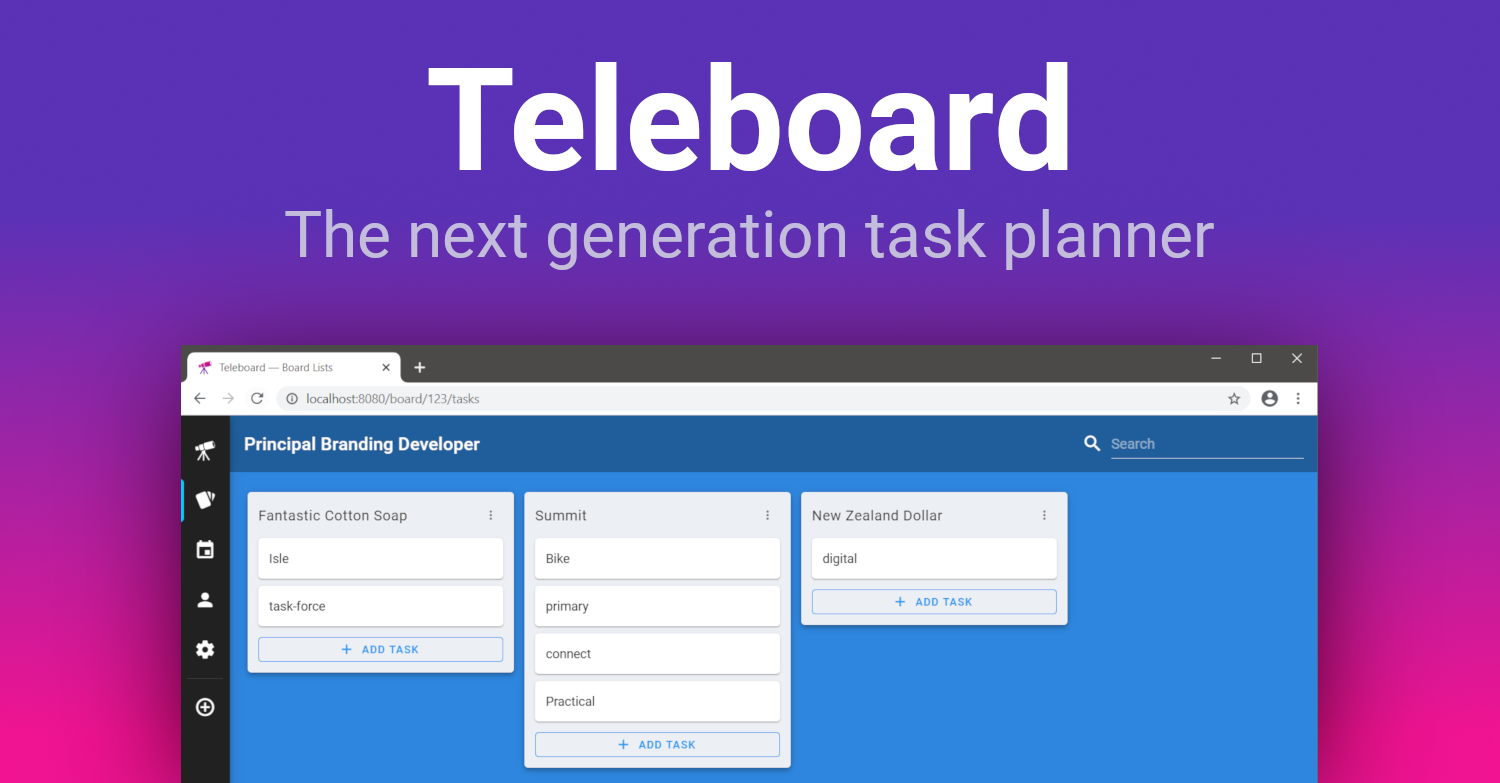 Teleboard
The next generation task planner
Teleboard — Board Lists
localhost:8080/board/123/tasks
Principal Branding Developer
Search
Fantastic Cotton Soap
Isle
task-force
+ ADD TASK
Summit
Bike
primary
connect
Practical
+ ADD TASK
New Zealand Dollar
digital
+ ADD TASK